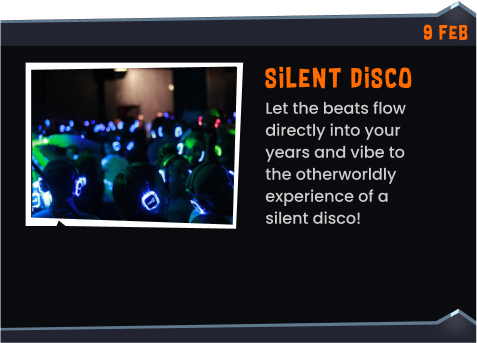 9 FEB
SiLENT DiSCO
Let the beats flow
directly into your
years and vibe to
the otherworldly
experience of a
silent disco!